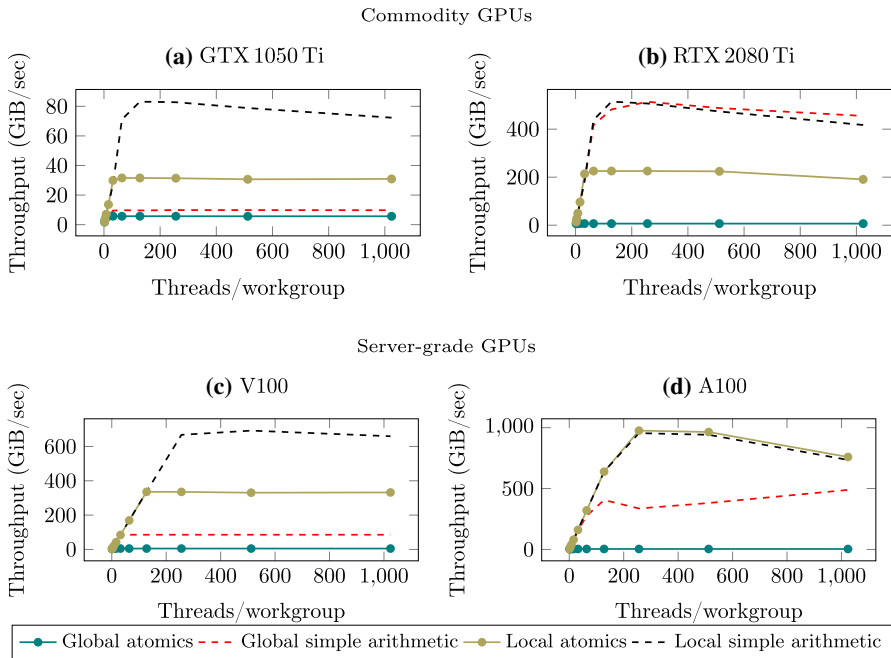 Commodity GPUs
(a) GTX 1050 Ti
(b) RTX 2080 Ti
Throughput (GiB/sec)
80
60
40
20
0
0 200 400 600 800 1,000
Threads/workgroup
Throughput (GiB/sec)
400
200
0
0 200 400 600 800 1,000
Threads/workgroup
Server-grade GPUs
(c) V100
(d) A100
Throughput (GiB/sec)
600
400
200
0
0 200 400 600 800 1,000
Threads/workgroup
Throughput (GiB/sec)
1,000
500
0
0 200 400 600 800 1,000
Threads/workgroup
Global atomics Global simple arithmetic Local atomics Local simple arithmetic